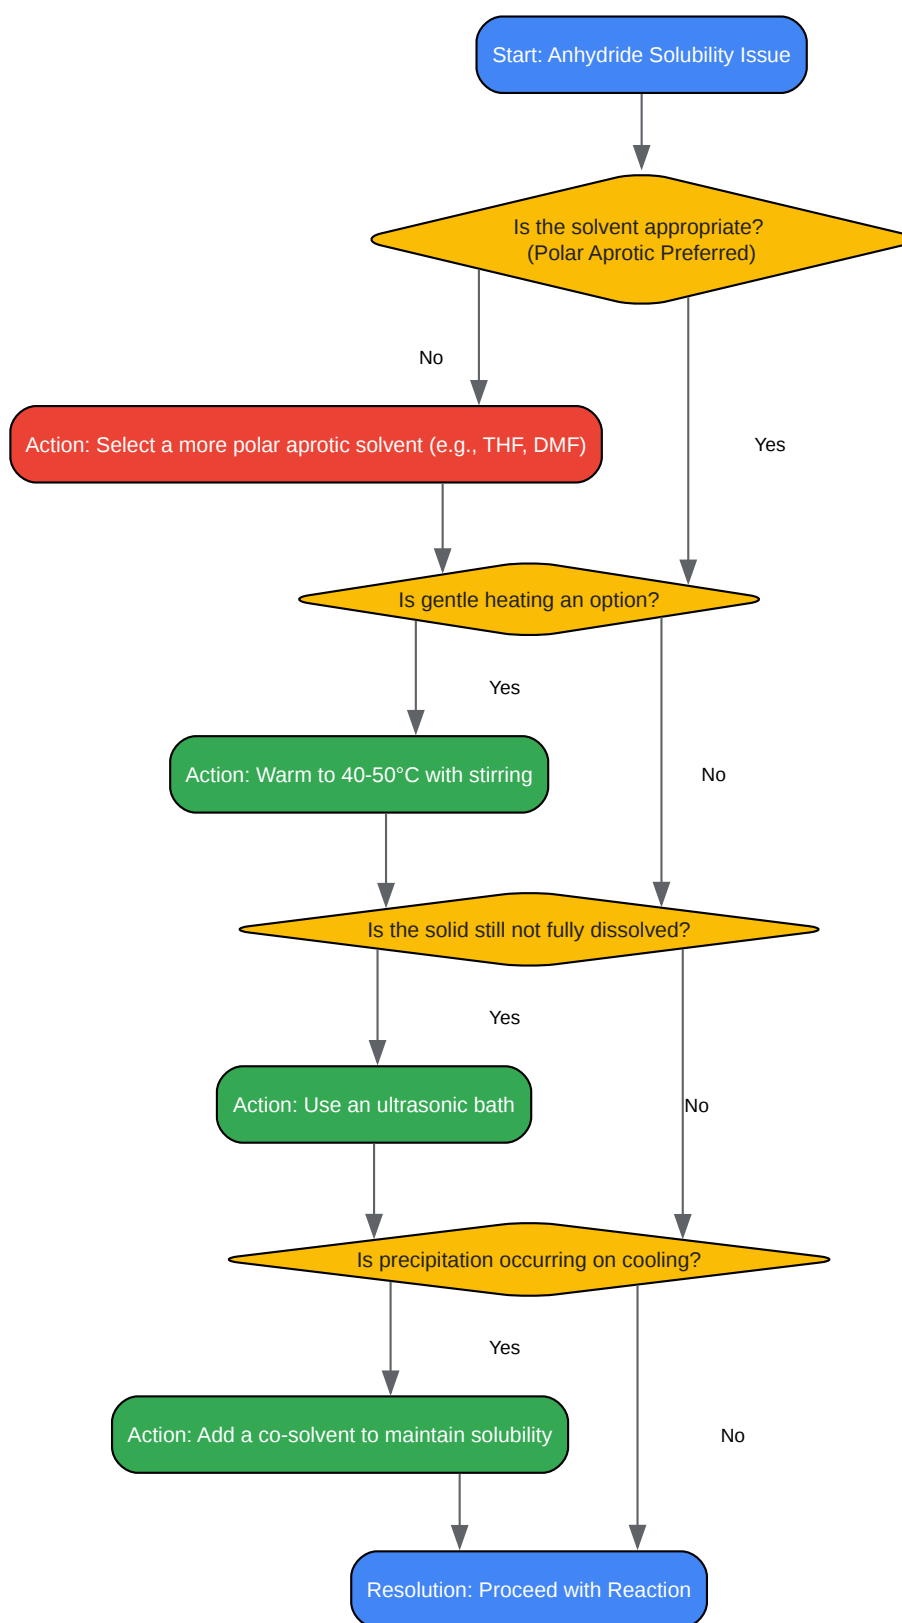 Start: Anhydride Solubility Issue
Is the solvent appropriate?
(Polar Aprotic Preferred)
No
Action: Select a more polar aprotic solvent (e.g., THF, DMF)
Yes
Is gentle heating an option?
Yes
Action: Warm to 40-50°C with stirring
No
Is the solid still not fully dissolved?
Yes
Action: Use an ultrasonic bath
No
Is precipitation occurring on cooling?
Yes
Action: Add a co-solvent to maintain solubility
No
Resolution: Proceed with Reaction